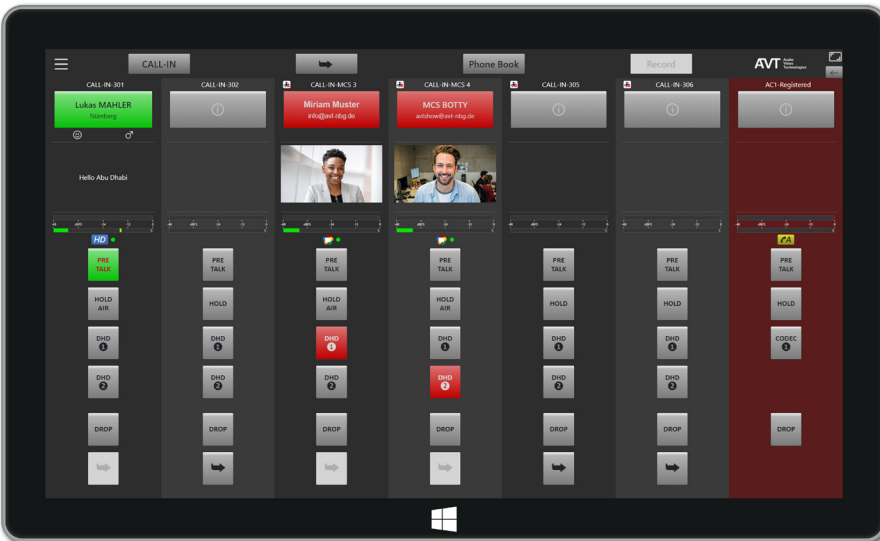 CALL-IN
Phone Book
Record
AVT Audio Video Technologies
CALL-IN-301
CALL-IN-302
CALL-IN-MCS 3
CALL-IN-MCS 4
CALL-IN-305
CALL-IN-306
AC1-Registered
Lukas MAHLER
Nürnberg
Miriam Muster
info@avt-nbg.de
MCS BOTTY
avtshow@avt-nbg.de
Hello Abu Dhabi
HD
A
PRE TALK
PRE TALK
PRE TALK
PRE TALK
PRE TALK
PRE TALK
PRE TALK
HOLD AIR
HOLD
HOLD AIR
HOLD AIR
HOLD
HOLD
HOLD
DHD 1
DHD 1
DHD 1
DHD 1
DHD 1
DHD 1
CODEC 1
DHD 2
DHD 2
DHD 2
DHD 2
DHD 2
DHD 2
DROP
DROP
DROP
DROP
DROP
DROP
DROP